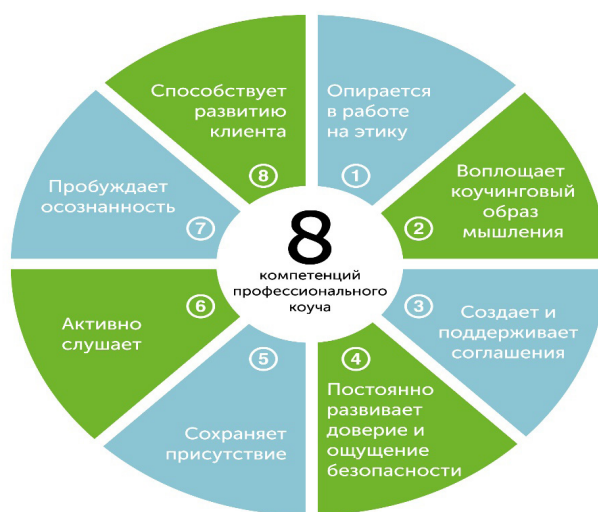 8
компетенций
профессионального
коуча
1
Опирается
в работе
на этику
2
Воплощает
коучинговый
образ
мышления
3
Создает и
поддерживает
соглашения
4
Постоянно
развивает
доверие и
ощущение
безопасности
5
Сохраняет
присутствие
6
Активно
слушает
7
Пробуждает
осознанность
8
Способствует
развитию
клиента